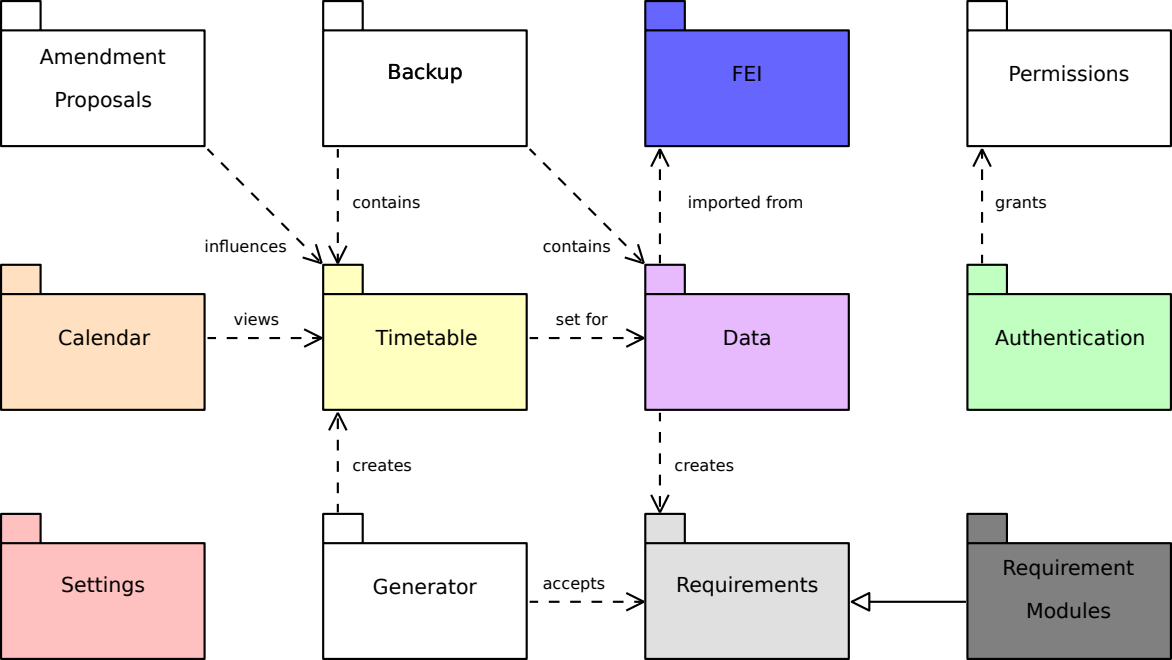 Amendment
Proposals
Backup
FEI
Permissions
contains
imported from
grants
influences
contains
Calendar
views
Timetable
set for
Data
Authentication
creates
creates
Settings
Generator
accepts
Requirements
Requirement
Modules